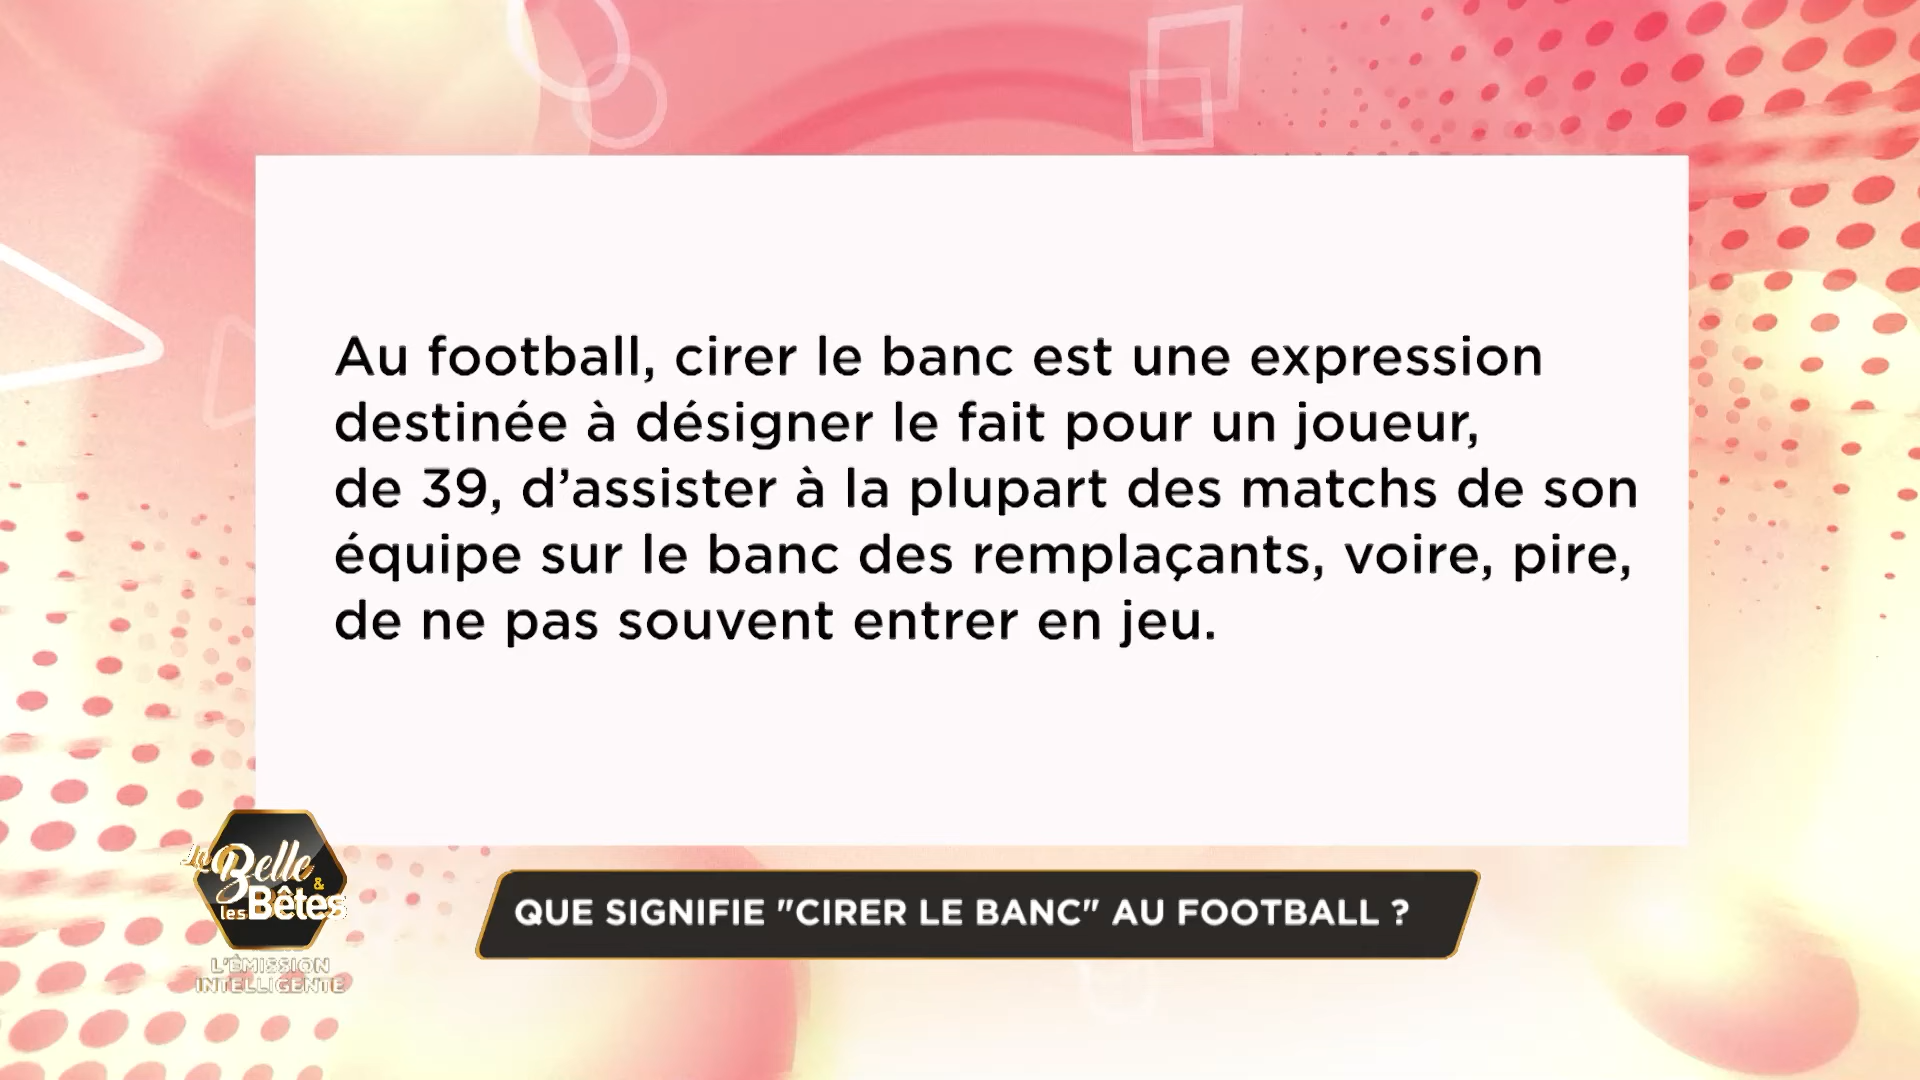 Au football, cirer le banc est une expression
destinée à désigner le fait pour un joueur,
de 39, d’assister à la plupart des matchs de son
équipe sur le banc des remplaçants, voire, pire,
de ne pas souvent entrer en jeu.
La Belle
& les Bêtes
L'ÉMISSION
INTELLIGENTE
QUE SIGNIFIE "CIRER LE BANC" AU FOOTBALL ?